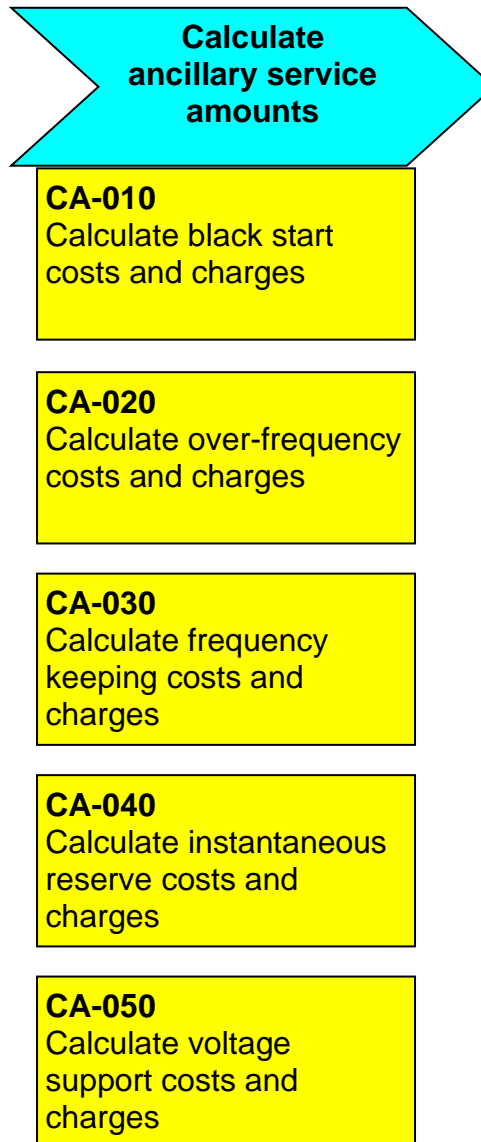 Calculate
ancillary service
amounts
CA-010
Calculate black start
costs and charges
CA-020
Calculate over-frequency
costs and charges
CA-030
Calculate frequency
keeping costs and
charges
CA-040
Calculate instantaneous
reserve costs and
charges
CA-050
Calculate voltage
support costs and
charges